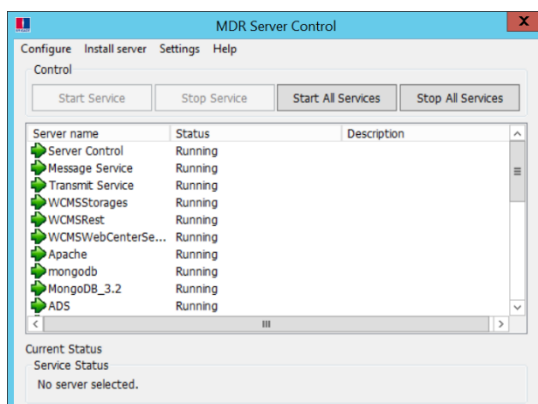 MDR Server Control
x
Configure Install server Settings Help
Control
Start Service Stop Service Start All Services Stop All Services
Server name Status Description
Server Control Running
Message Service Running
Transmit Service Running
WCMSStorages Running
WCMSRest Running
WCMSWebCenterSe... Running
Apache Running
mongodb Running
MongoDB_3.2 Running
ADS Running
Current Status
Service Status
No server selected.